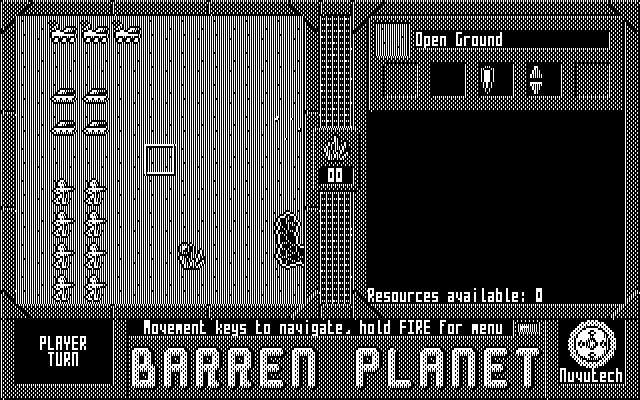 Open Ground
00
Resources available: 0
Movement keys to navigate, hold FIRE for menu
PLAYER
TURN
BARREN PLANET
Nuvutech